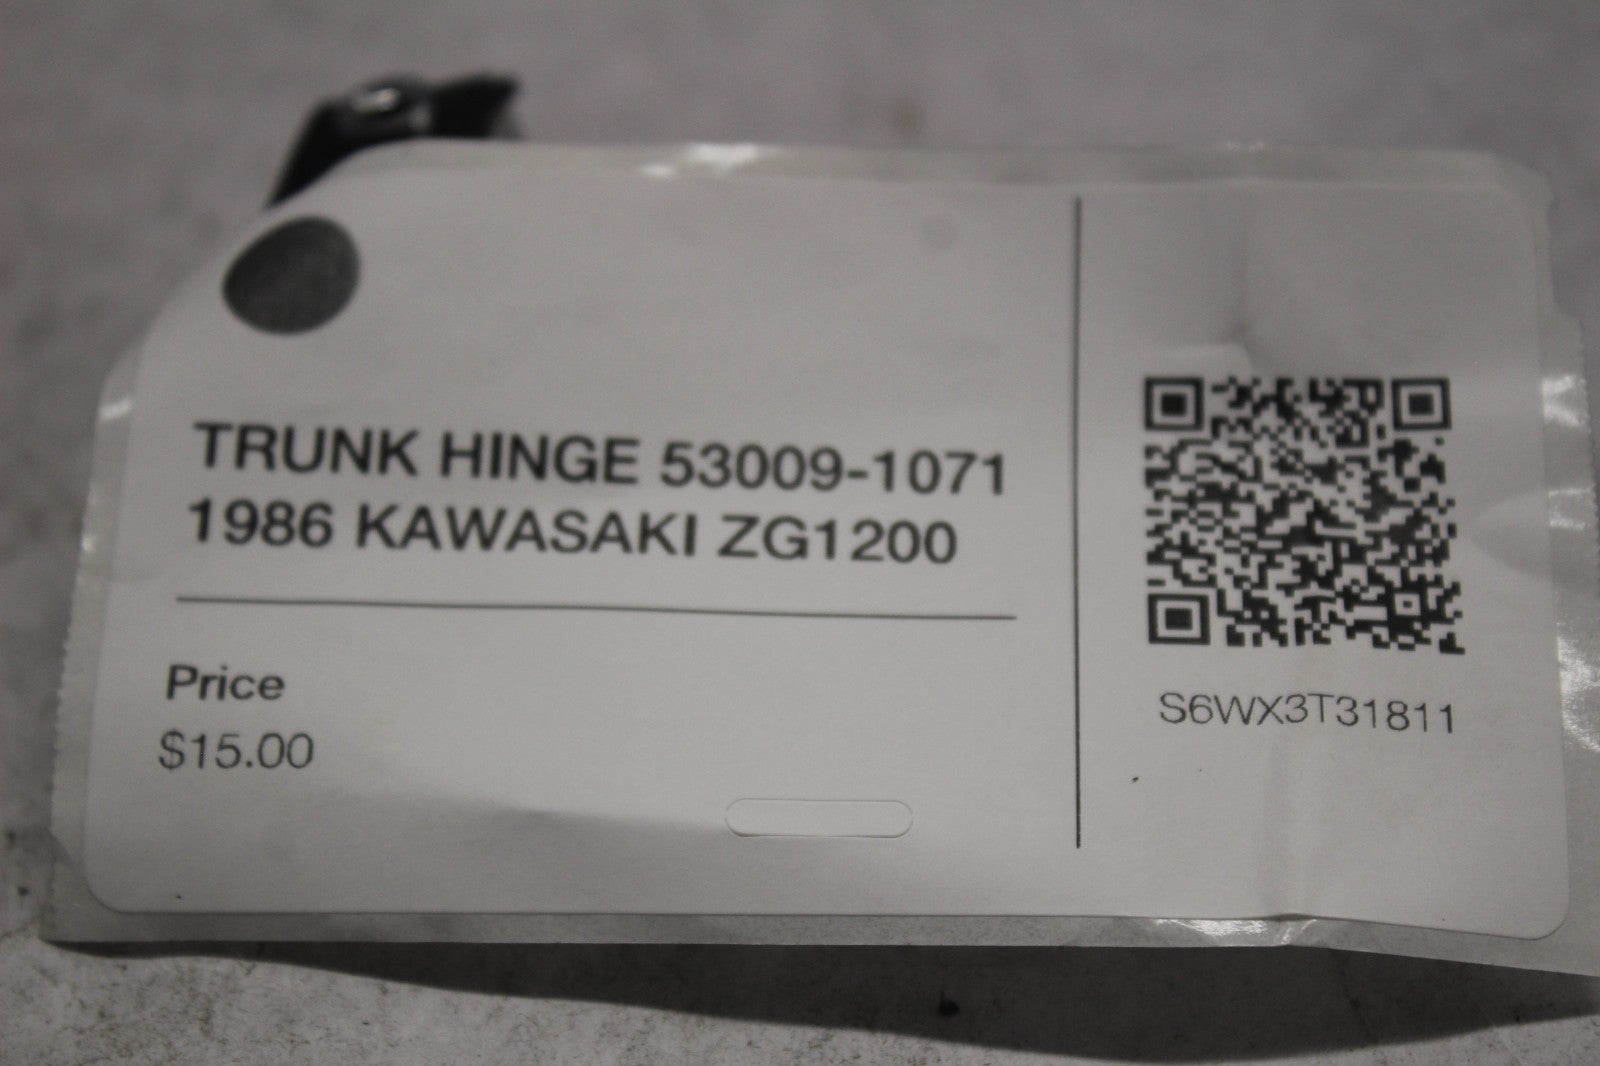 TRUNK HINGE 53009-1071
1986 KAWASAKI ZG1200
Price
$15.00
S6WX3T31811